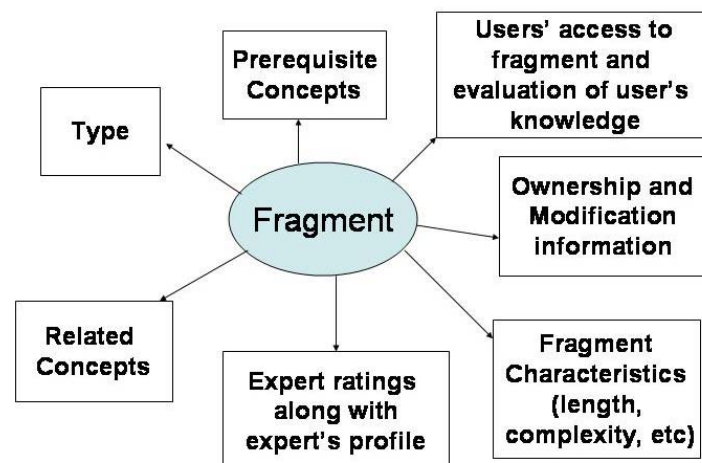 Users' access to
fragment and
evaluation of user's
knowledge
Prerequisite
Concepts
Type
Fragment
Ownership and
Modification
information
Related
Concepts
Expert ratings
along with
expert's profile
Fragment
Characteristics
(length,
complexity, etc)